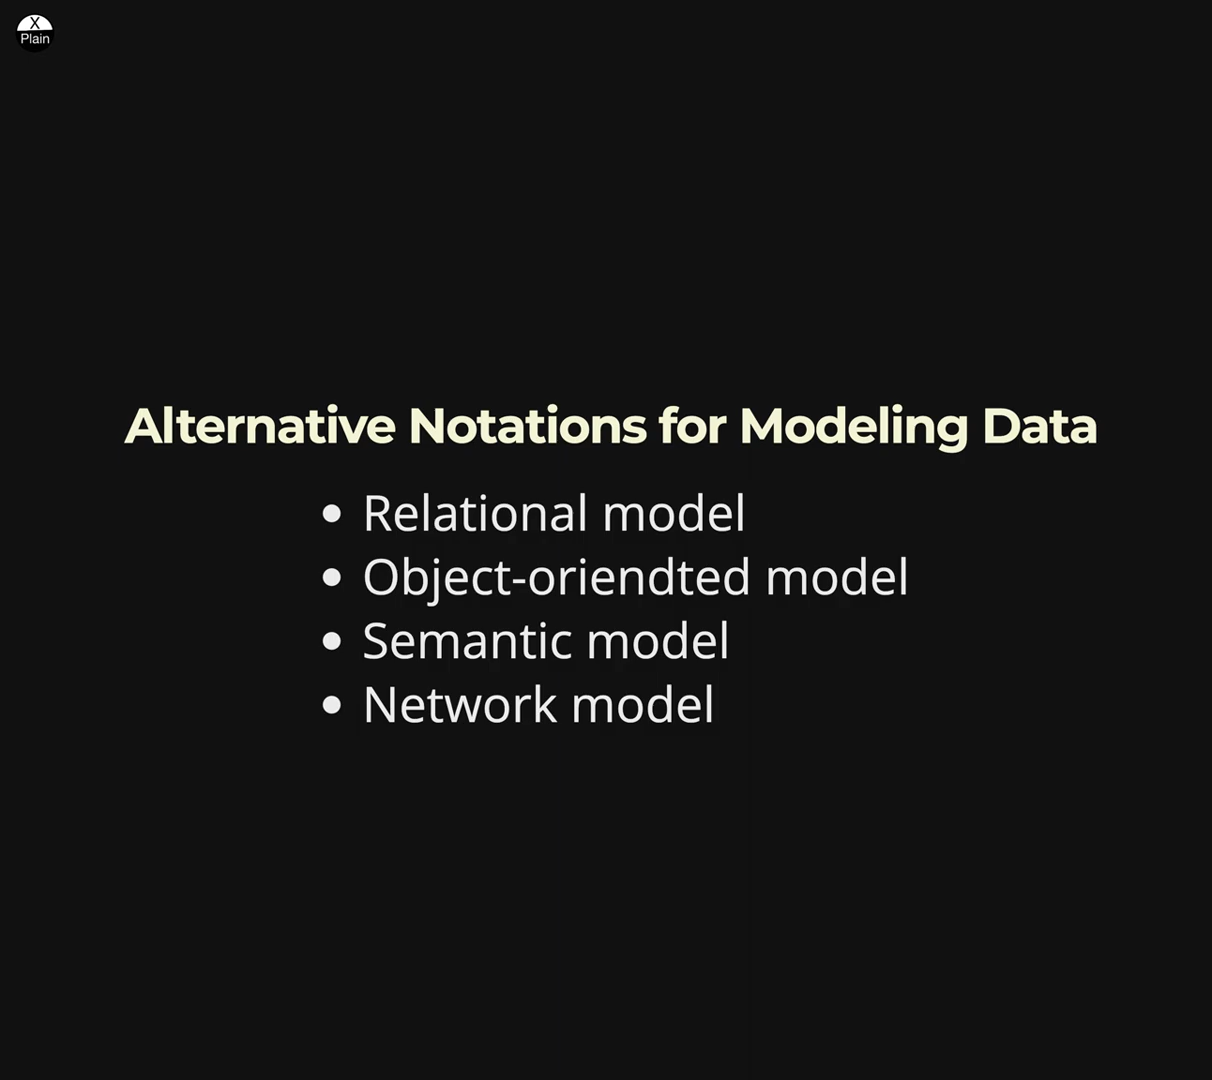 X
Plain
Alternative Notations for Modeling Data
• Relational model
• Object-oriendted model
• Semantic model
• Network model